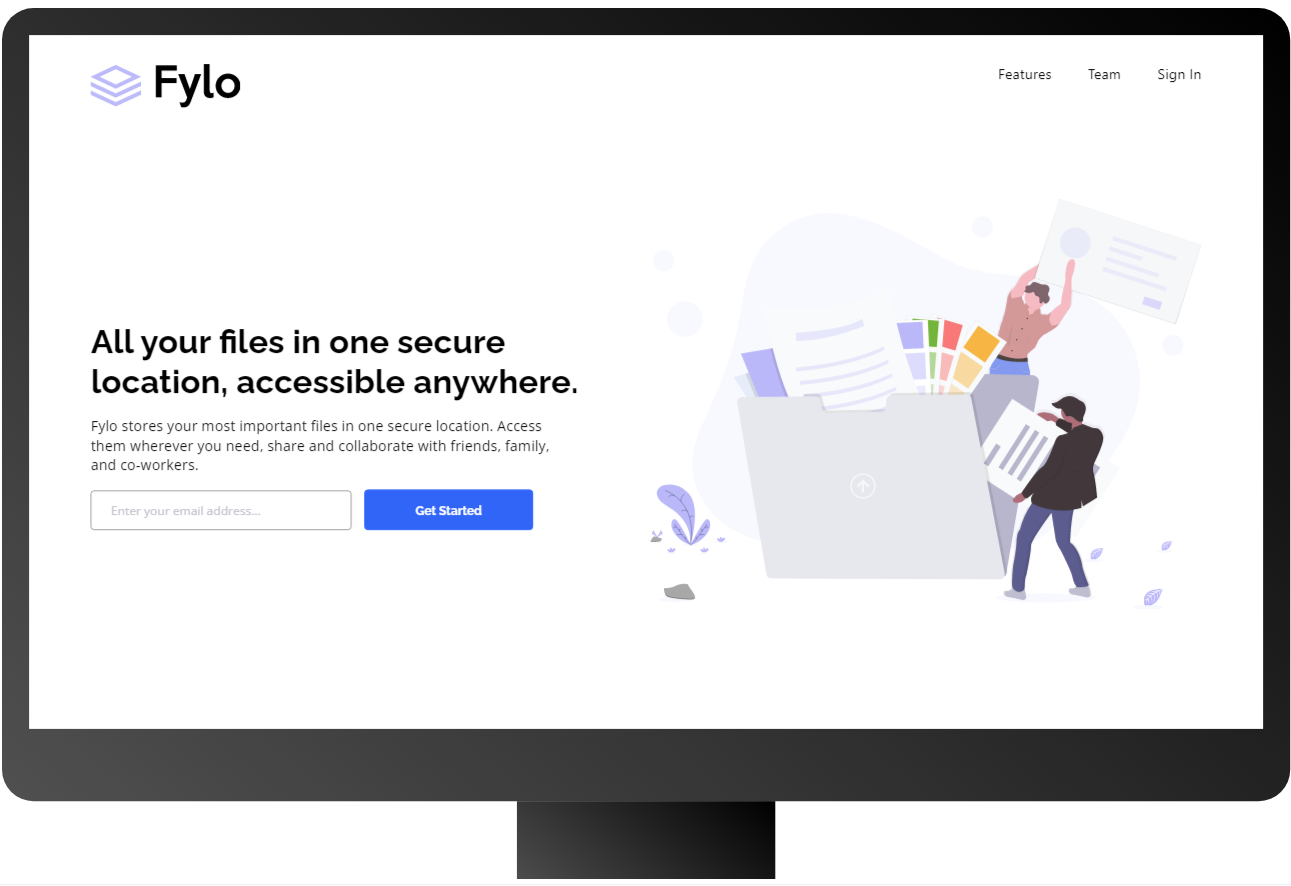 Fylo
Features Team Sign In
All your files in one secure
location, accessible anywhere.
Fylo stores your most important files in one secure location. Access
them wherever you need, share and collaborate with friends, family,
and co-workers.
Enter your email address...
Get Started